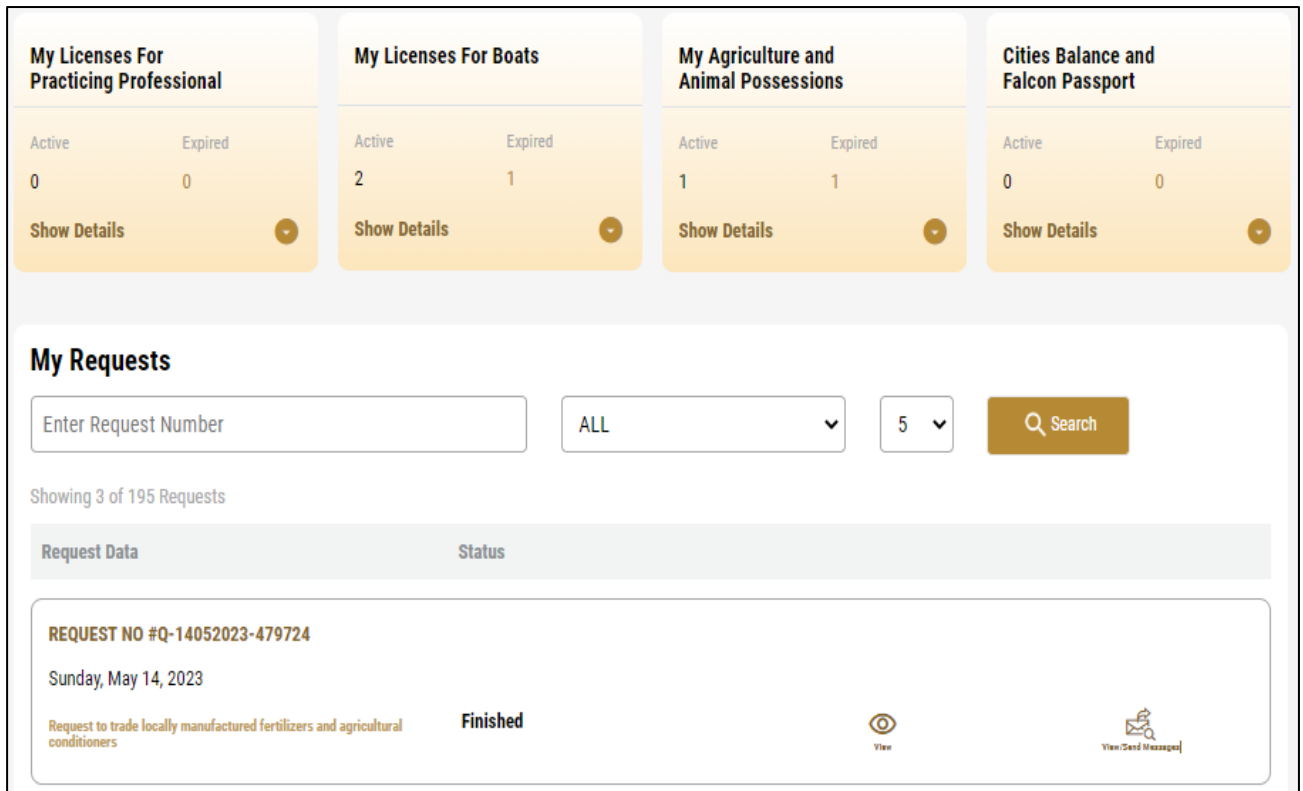 My Licenses For
Practicing Professional
Active Expired
0 0
Show Details
My Licenses For Boats
Active Expired
2 1
Show Details
My Agriculture and
Animal Possessions
Active Expired
1 1
Show Details
Cities Balance and
Falcon Passport
Active Expired
0 0
Show Details
My Requests
Enter Request Number ALL 5 Search
Showing 3 of 195 Requests
Request Data Status
REQUEST NO #Q-14052023-479724
Sunday, May 14, 2023
Request to trade locally manufactured fertilizers and agricultural
conditioners
Finished
View
View/Send Messages